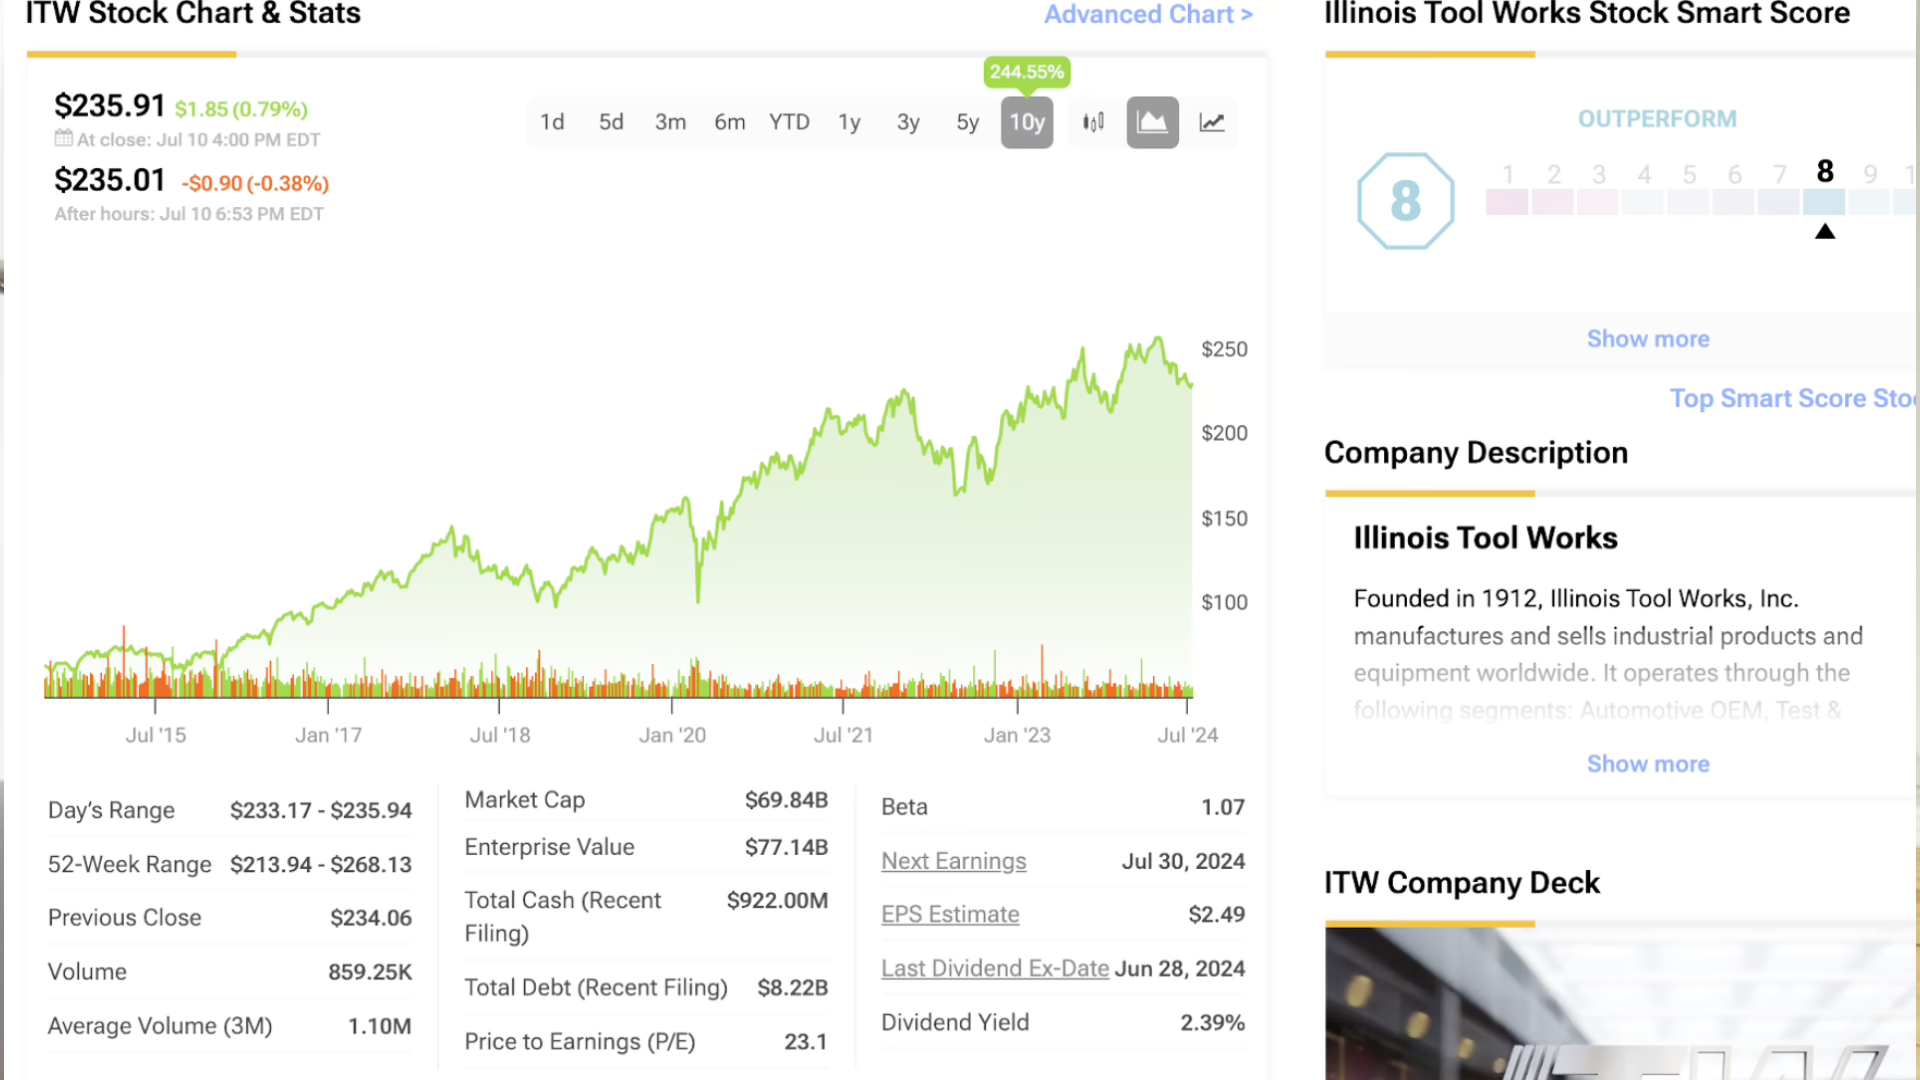 ITW Stock Chart & Stats
Advanced Chart >
$235.91 $1.85 (0.79%)
At close: Jul 10 4:00 PM EDT
$235.01 -$0.90 (-0.38%)
After hours: Jul 10 6:53 PM EDT
244.55%
1d 5d 3m 6m YTD 1y 3y 5y 10y
$250
$200
$150
$100
Jul '15 Jan '17 Jul '18 Jan '20 Jul '21 Jan '23 Jul '24
Day's Range $233.17 - $235.94
52-Week Range $213.94 - $268.13
Previous Close $234.06
Volume 859.25K
Average Volume (3M) 1.10M
Market Cap $69.84B
Enterprise Value $77.14B
Total Cash (Recent $922.00M
Filing)
Total Debt (Recent Filing) $8.22B
Price to Earnings (P/E) 23.1
Beta 1.07
Next Earnings Jul 30, 2024
EPS Estimate $2.49
Last Dividend Ex-Date Jun 28, 2024
Dividend Yield 2.39%
Illinois Tool Works Stock Smart Score
OUTPERFORM
8
1 2 3 4 5 6 7 8 9
Show more
Top Smart Score
Company Description
Illinois Tool Works
Founded in 1912, Illinois Tool Works, Inc.
manufactures and sells industrial products and
equipment worldwide. It operates through the
following segments: Automotive OEM, Test &
Show more
ITW Company Deck
ITW